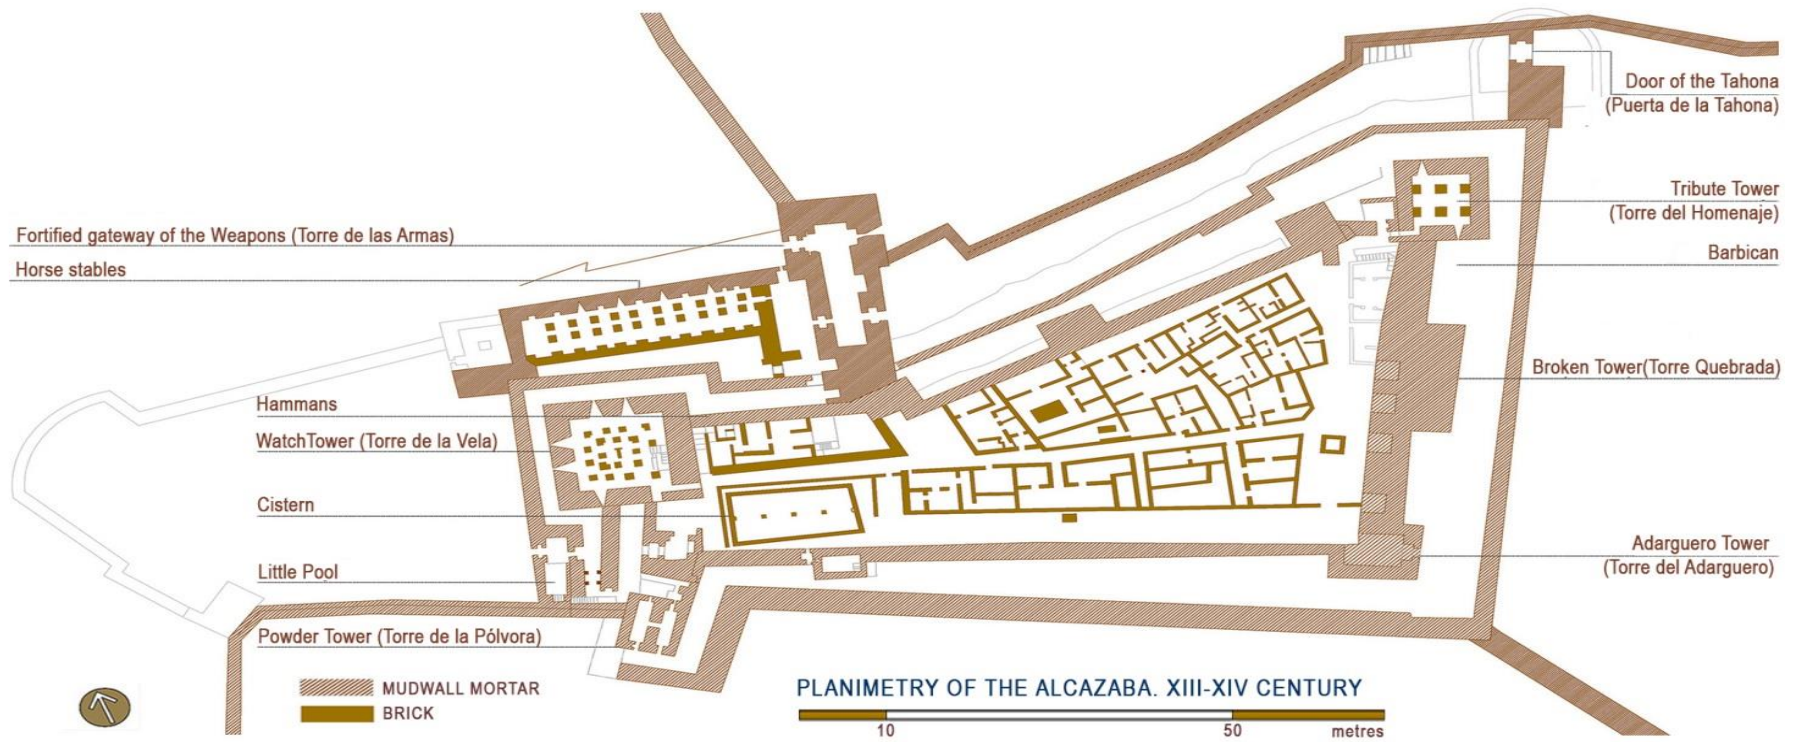 Door of the Tahona
(Puerta de la Tahona)
Tribute Tower
(Torre del Homenaje)
Fortified gateway of the Weapons (Torre de las Armas)
Barbican
Horse stables
Broken Tower(Torre Quebrada)
Hammans
WatchTower (Torre de la Vela)
Cistern
Adarguero Tower
(Torre del Adarguero)
Little Pool
Powder Tower (Torre de la Pólvora)
MUDWALL MORTAR
BRICK
PLANIMETRY OF THE ALCAZABA. XIII-XIV CENTURY
10 50 metres